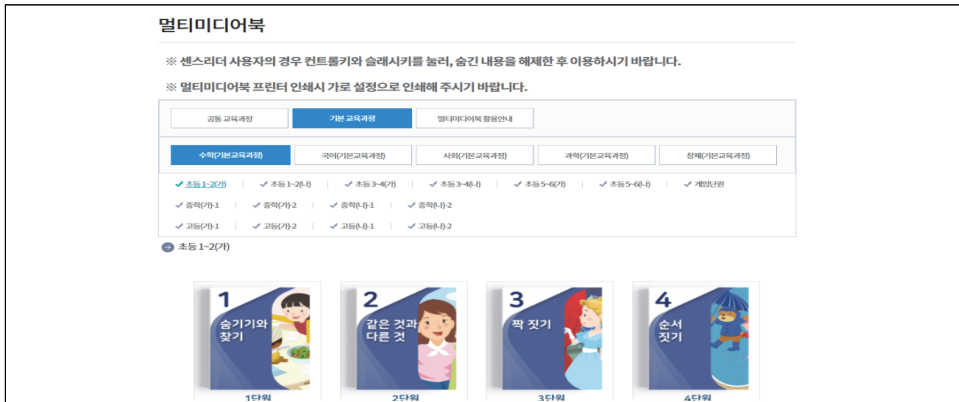 멀티미디어북
※ 센스리더 사용자의 경우 컨트롤키와 슬래시키를 눌러, 숨긴 내용을 해제한 후 이용하시기 바랍니다.
※ 멀티미디어북 프린터 인쇄시 가로 설정으로 인쇄해 주시기 바랍니다.
공통 교육과정 기본 교육과정 멀티미디어북 활용안내
수학(기본교육과정) 국어(기본교육과정) 사회(기본교육과정) 과학(기본교육과정) 창체(기본교육과정)
초등1~2(가) 초등1~2(나) 초등3~4(가) 초등3~4(나) 초등5~6(가) 초등5~6(나) 게임단원
중학(가)-1 중학(가)-2 중학(나)-1 중학(나)-2
고등(가)-1 고등(가)-2 고등(나)-1 고등(나)-2
초등1~2(가)
1 2 3 4
숨기기와 같은 것과 짝 짓기 순서
찾기 다른 것 짓기
1단원 2단원 3단원 4단원